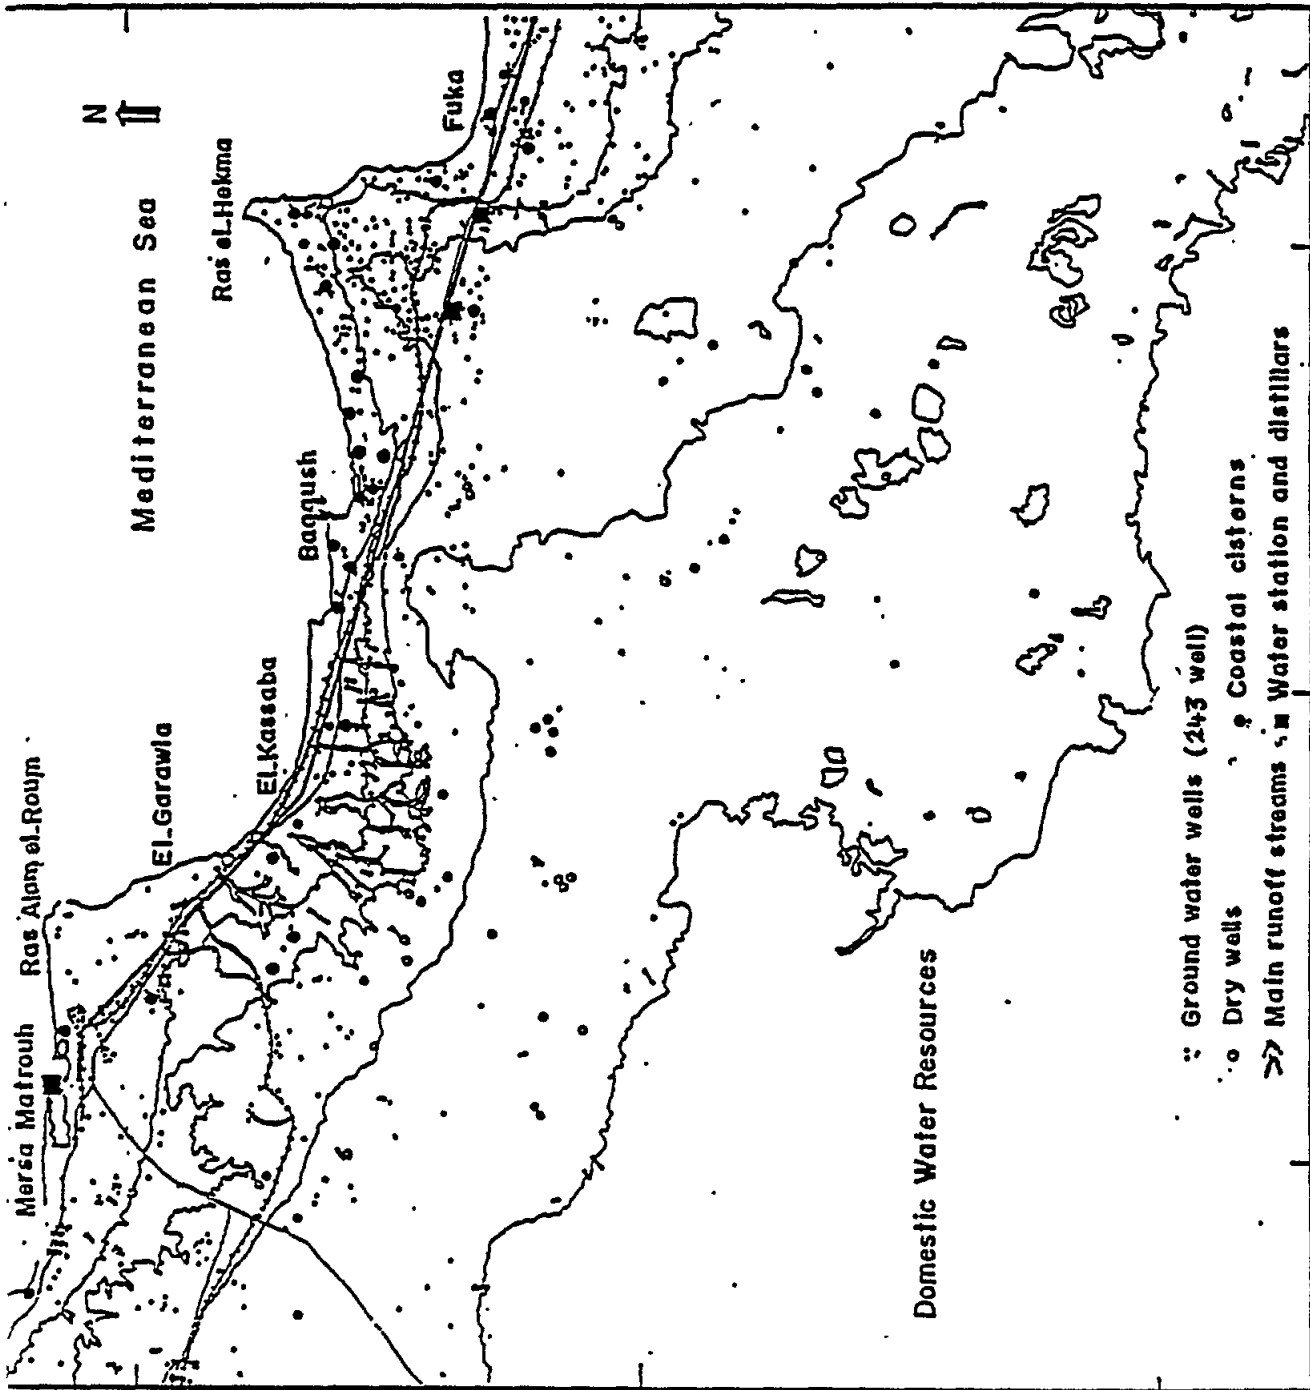 N
Mediterranean Sea
Mersa Matrouh
Ras Alam el-Roum
El-Garawla
El-Kassaba
Baqqush
Ras el-Hekma
Fuka
Domestic Water Resources
Ground water wells (243 well)
Dry wells
Coastal cisterns
Main runoff streams
Water station and distillars